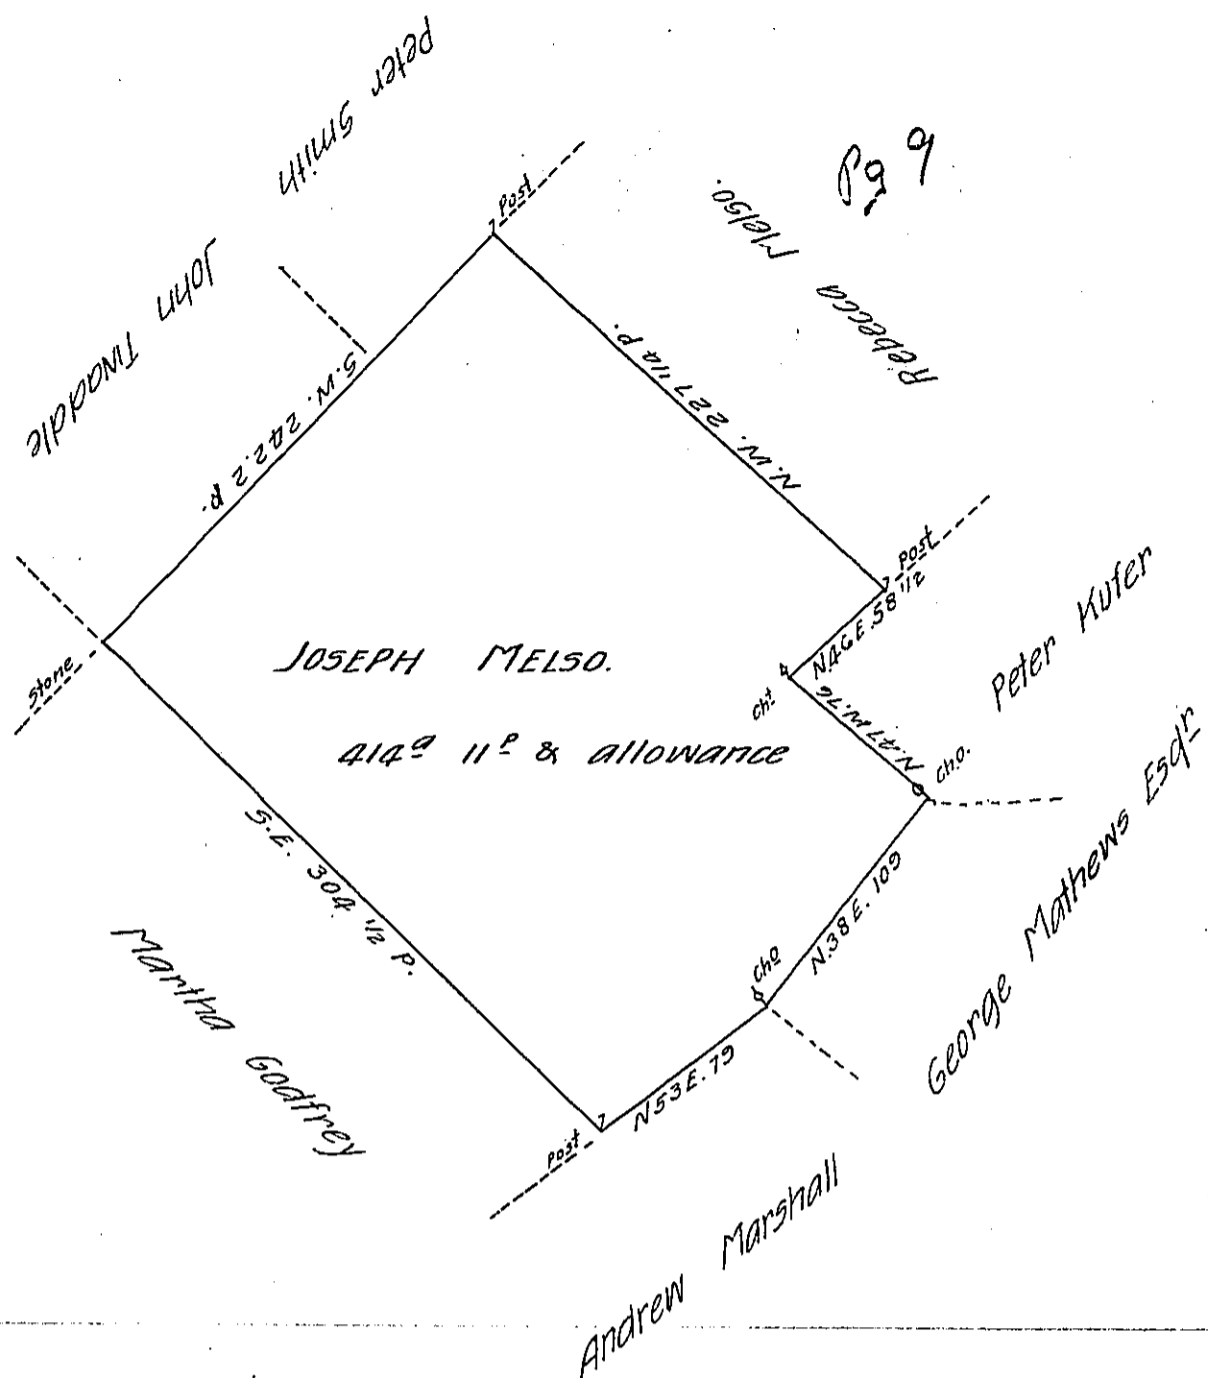 Pg 9
Peter Smith
John Twaddle
Post
Rebecca Melso.
S.W. 242.2 P.
N.W. 227 1/4 P.
Post
N46E.58 1/2
Stone
JOSEPH MELSO.
414a 11P & allowance
Cht
N.47W.76
Ch.O.
Peter Kufer
George Mathews Esqr
S.E. 304 1/2 P.
N.38E. 109
ChO
Martha Godfrey
N53E.79
Post
Andrew Marshall